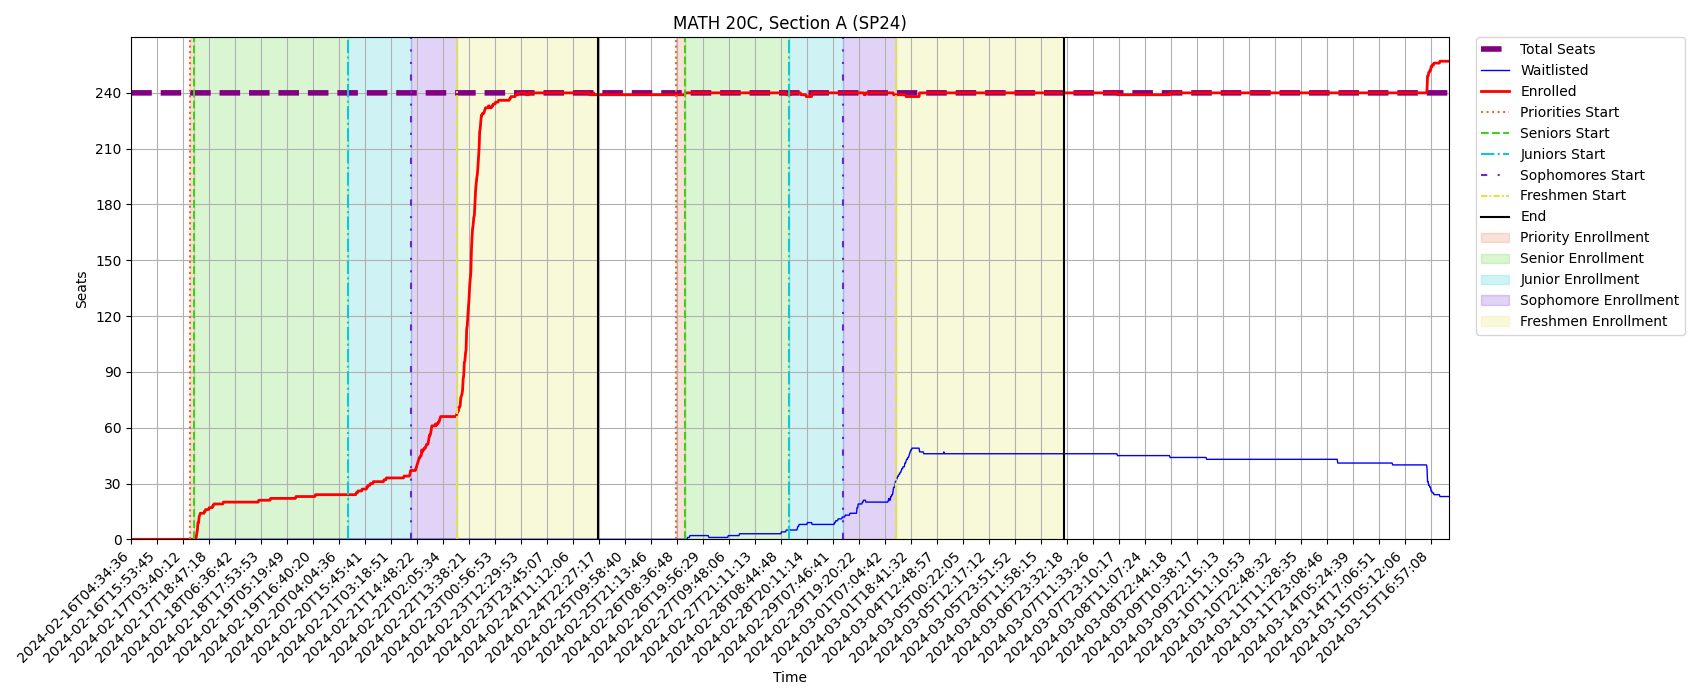 MATH 20C, Section A (SP24)
Seats
240
210
180
150
120
90
60
30
0
2024-02-16T04:34:36
2024-02-16T15:53:45
2024-02-17T03:40:12
2024-02-17T18:47:18
2024-02-18T06:36:42
2024-02-18T17:53:53
2024-02-19T05:19:49
2024-02-19T16:40:20
2024-02-20T04:04:36
2024-02-20T15:45:41
2024-02-21T03:18:51
2024-02-21T14:48:22
2024-02-22T02:05:34
2024-02-22T13:38:21
2024-02-23T00:56:53
2024-02-23T12:29:53
2024-02-23T23:45:07
2024-02-24T11:12:06
2024-02-24T22:27:17
2024-02-25T09:58:40
2024-02-25T21:13:46
2024-02-26T08:36:48
2024-02-26T19:56:29
2024-02-27T09:48:06
2024-02-27T21:11:13
2024-02-28T08:44:48
2024-02-28T20:11:14
2024-02-29T07:46:41
2024-02-29T19:20:22
2024-03-01T07:04:42
2024-03-01T18:41:32
2024-03-04T12:48:57
2024-03-05T00:22:05
2024-03-05T12:17:12
2024-03-05T23:51:52
2024-03-06T11:58:15
2024-03-06T23:32:18
2024-03-07T11:33:26
2024-03-07T23:10:17
2024-03-08T11:07:24
2024-03-08T22:44:18
2024-03-09T10:38:17
2024-03-09T22:15:13
2024-03-10T11:10:53
2024-03-10T22:48:32
2024-03-11T11:28:35
2024-03-11T23:08:46
2024-03-14T05:24:39
2024-03-14T17:06:51
2024-03-15T05:12:06
2024-03-15T16:57:08
Time
Total Seats
Waitlisted
Enrolled
Priorities Start
Seniors Start
Juniors Start
Sophomores Start
Freshmen Start
End
Priority Enrollment
Senior Enrollment
Junior Enrollment
Sophomore Enrollment
Freshmen Enrollment